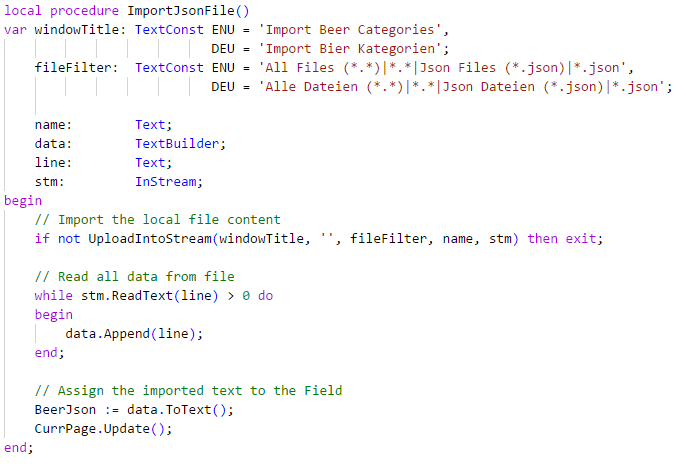 local procedure ImportJsonFile()
var windowTitle: TextConst ENU = 'Import Beer Categories',
DEU = 'Import Bier Kategorien';
fileFilter: TextConst ENU = 'All Files (*.*)|*.*|Json Files (*.json)|*.json',
DEU = 'Alle Dateien (*.*)|*.*|Json Dateien (*.json)|*.json';
name: Text;
data: TextBuilder;
line: Text;
stm: InStream;
begin
// Import the local file content
if not UploadIntoStream(windowTitle, '', fileFilter, name, stm) then exit;
// Read all data from file
while stm.ReadText(line) > 0 do
begin
data.Append(line);
end;
// Assign the imported text to the Field
BeerJson := data.ToText();
CurrPage.Update();
end;